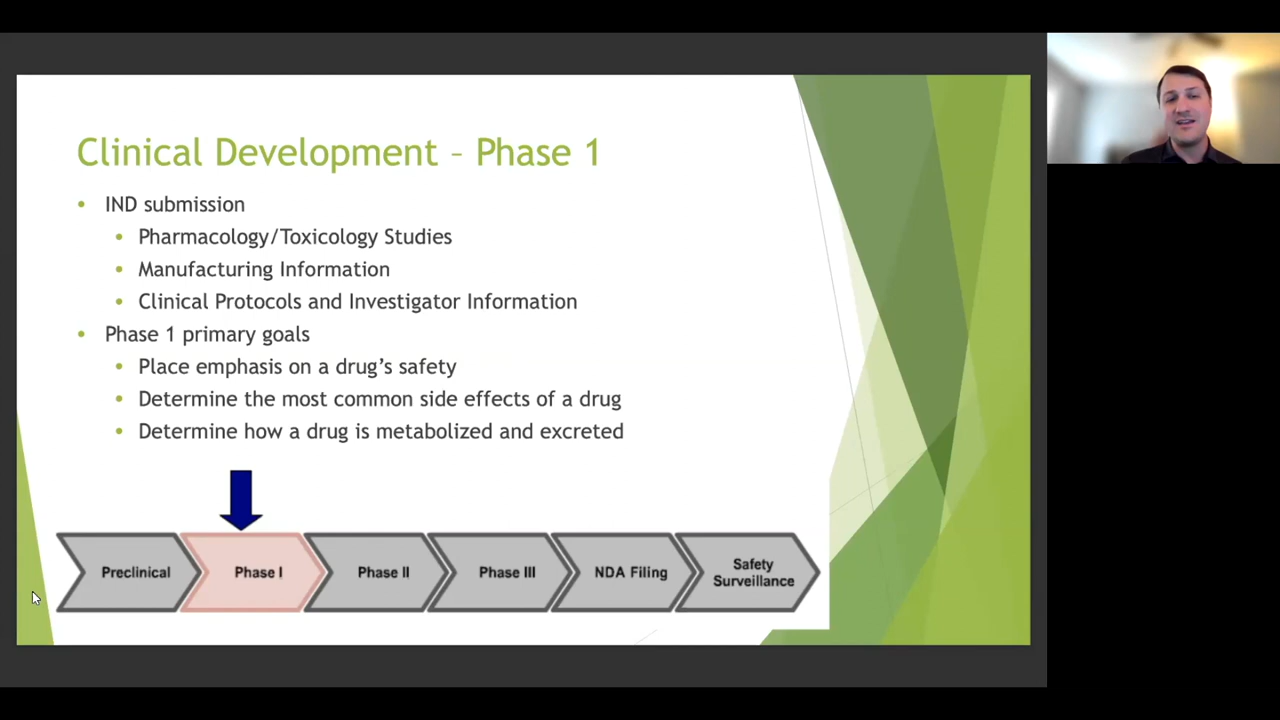 Clinical Development – Phase 1
IND submission
Pharmacology/Toxicology Studies
Manufacturing Information
Clinical Protocols and Investigator Information
Phase 1 primary goals
Place emphasis on a drug’s safety
Determine the most common side effects of a drug
Determine how a drug is metabolized and excreted
Preclinical
Phase I
Phase II
Phase III
NDA Filing
Safety
Surveillance